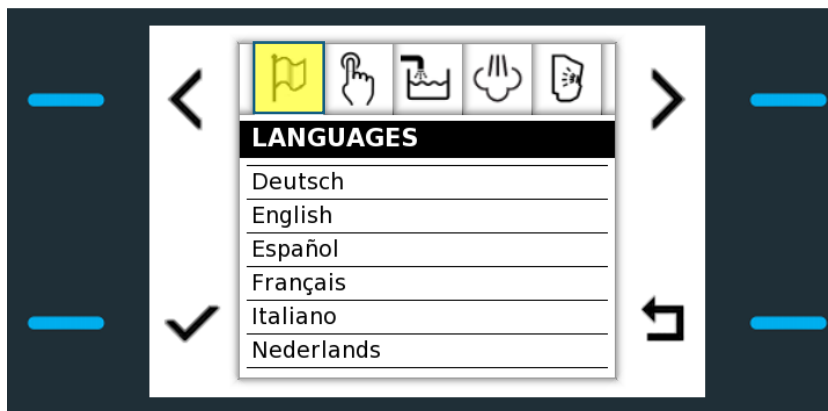 LANGUAGES
Deutsch
English
Español
Français
Italiano
Nederlands